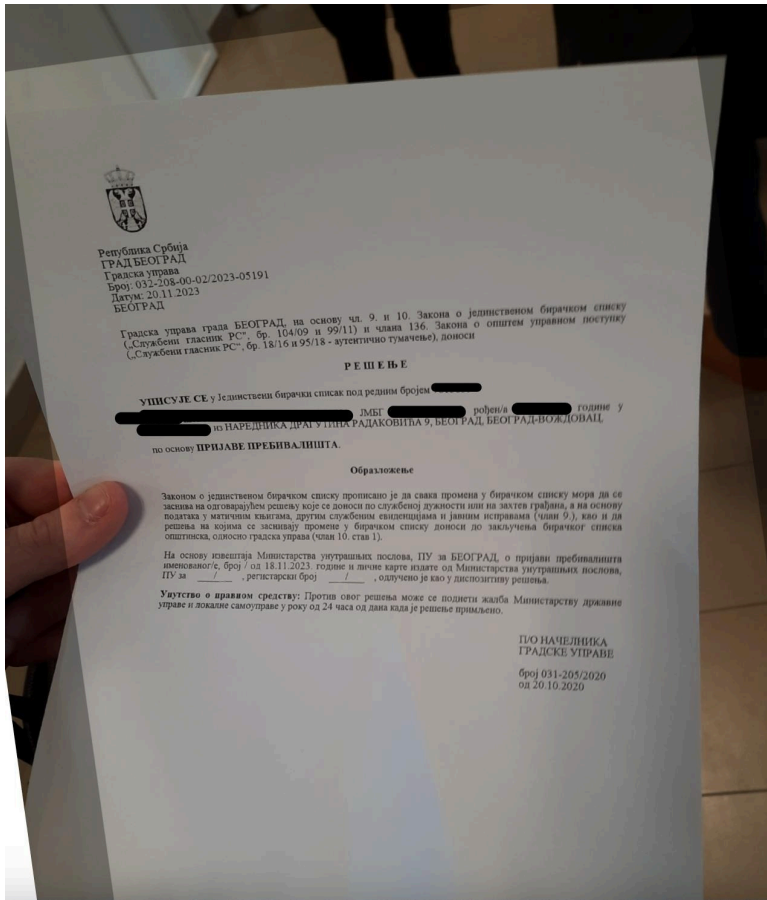 Република Србија
ГРАД БЕОГРАД
Градска управа
Број: 032-208-00-02/2023-05191
Датум: 20.11.2023
БЕОГРАД
Градска управа града БЕОГРАД, на основу чл. 9. и 10. Закона о јединственом бирачком списку
(„Службени гласник РС", бр. 104/09 и 99/11) и члана 136. Закона о општем управном поступку
(„Службени гласник РС", бр. 18/16 и 95/18 - аутентично тумачење), доноси
РЕШЕЊЕ
УПИСУЈЕ СЕ у Јединствени бирачки списак под редним бројем
ЈМБГ рођен/а године у
из НАРЕДНИКА ДРАГУТИНА РАДАКОВИЋА 9, БЕОГРАД, БЕОГРАД-ВОЖДОВАЦ,
по основу ПРИЈАВЕ ПРЕБИВАЛИШТА.
Образложење
Законом о јединственом бирачком списку прописано је да свака промена у бирачком списку мора да се
заснива на одговарајућем решењу које се доноси по службеној дужности или на захтев грађана, а на основу
података у матичним књигама, другим службеним евиденцијама и јавним исправама (члан 9.), као и да
решења на којима се заснивају промене у бирачком списку доноси до закључења бирачког списка
општинска, односно градска управа (члан 10. став 1).
На основу извештаја Министарства унутрашњих послова, ПУ за БЕОГРАД, о пријави пребивалишта
именованог/е, број / од 18.11.2023. године и личне карте издате од Министарства унутрашњих послова,
ПУ за / , регистарски број / , одлучено је као у диспозитиву решења.
Упутство о правном средству: Против овог решења може се поднети жалба Министарству државне
управе и локалне самоуправе у року од 24 часа од дана када је решење примљено.
П/О НАЧЕЛНИКА
ГРАДСКЕ УПРАВЕ
број 031-205/2020
од 20.10.2020